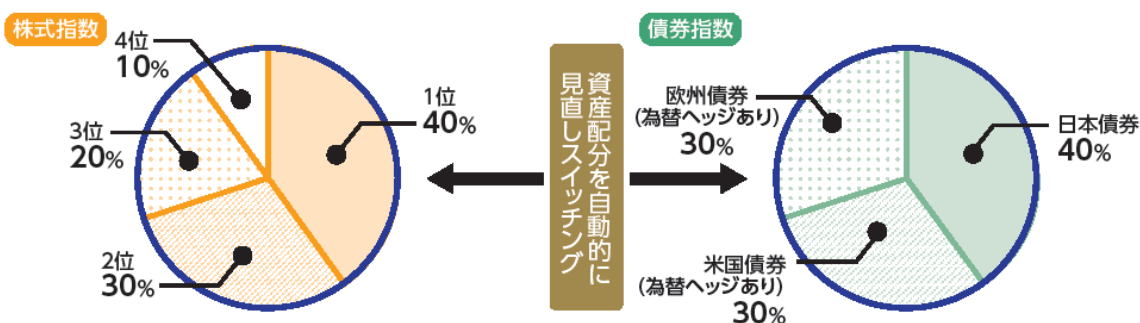 株式指数
4位
10%
1位
40%
3位
20%
2位
30%
資産配分を自動的に
見直しスイッチング
債券指数
欧州債券
(為替ヘッジあり)
30%
日本債券
40%
米国債券
(為替ヘッジあり)
30%